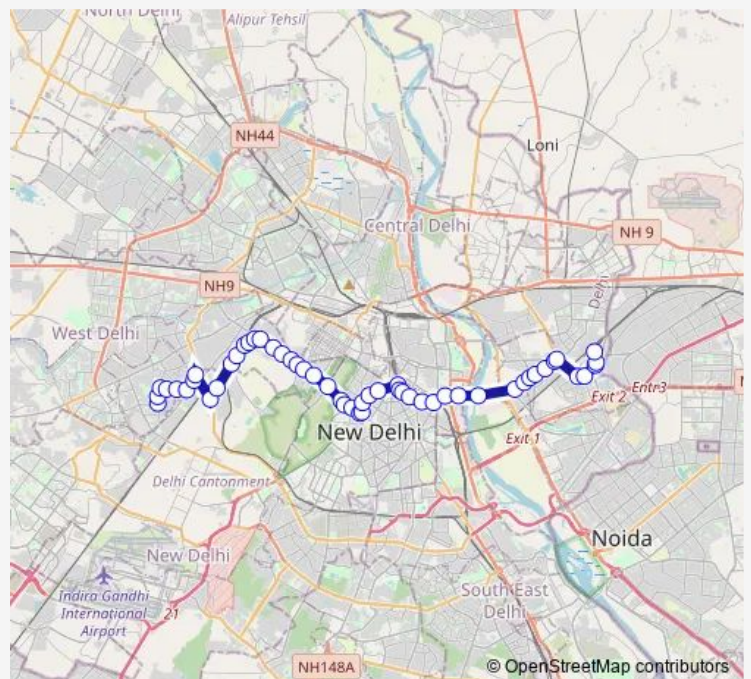 North Delhi
Alipur Tehsil
NH44
Loni
Central Delhi
NH 9
NH9
Delhi
West Delhi
Entr3
Exit 2
New Delhi
Exit 1
Delhi Cantonment
New Delhi
Noida
Indira Gandhi
International
Airport
21
South East
Delhi
NH148A
© OpenStreetMap contributors